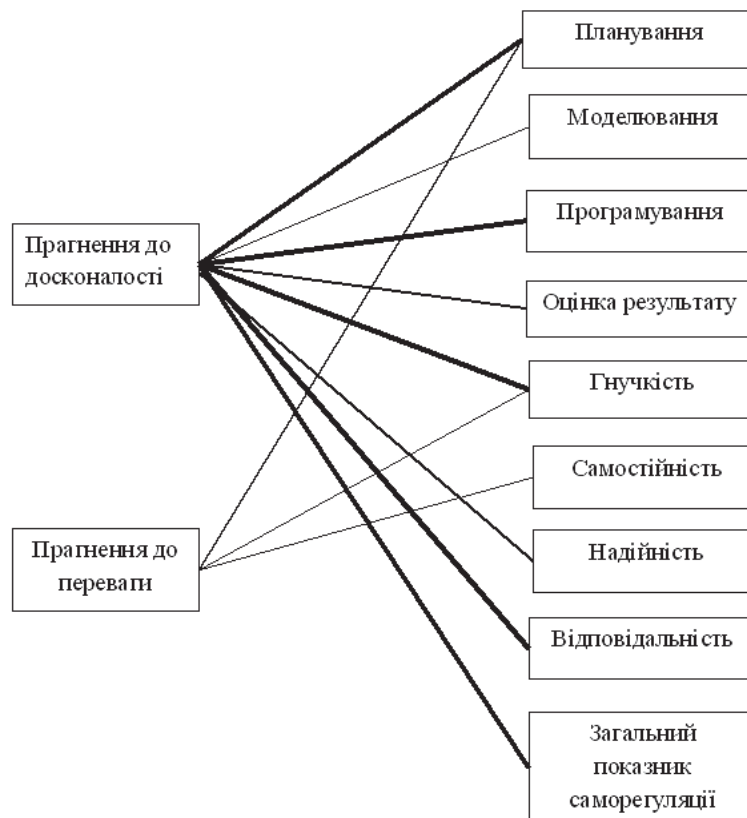 Планування
Моделювання
Програмування
Прагнення до
досконалості
Оцінка результату
Гнучкість
Самостійність
Прагнення до
переваги
Надійність
Відповідальність
Загальний
показник
саморегуляції